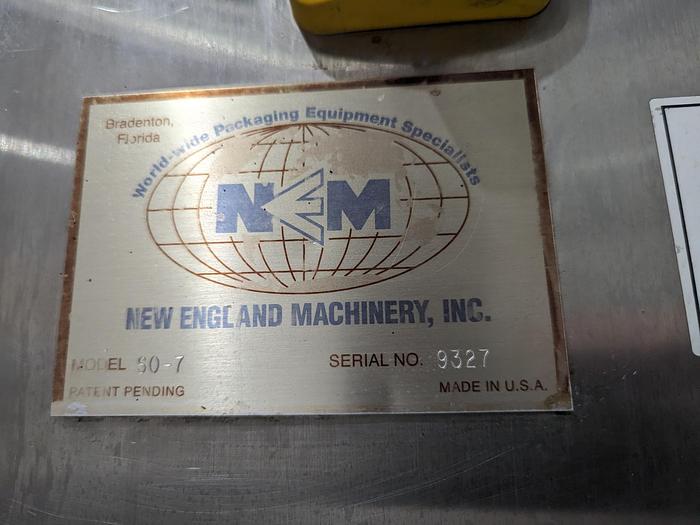 Bradenton,
Florida
World-wide Packaging Equipment Specialists
NEM
NEW ENGLAND MACHINERY, INC.
MODEL SERIAL NO. 9327
PATENT PENDING MADE IN U.S.A.